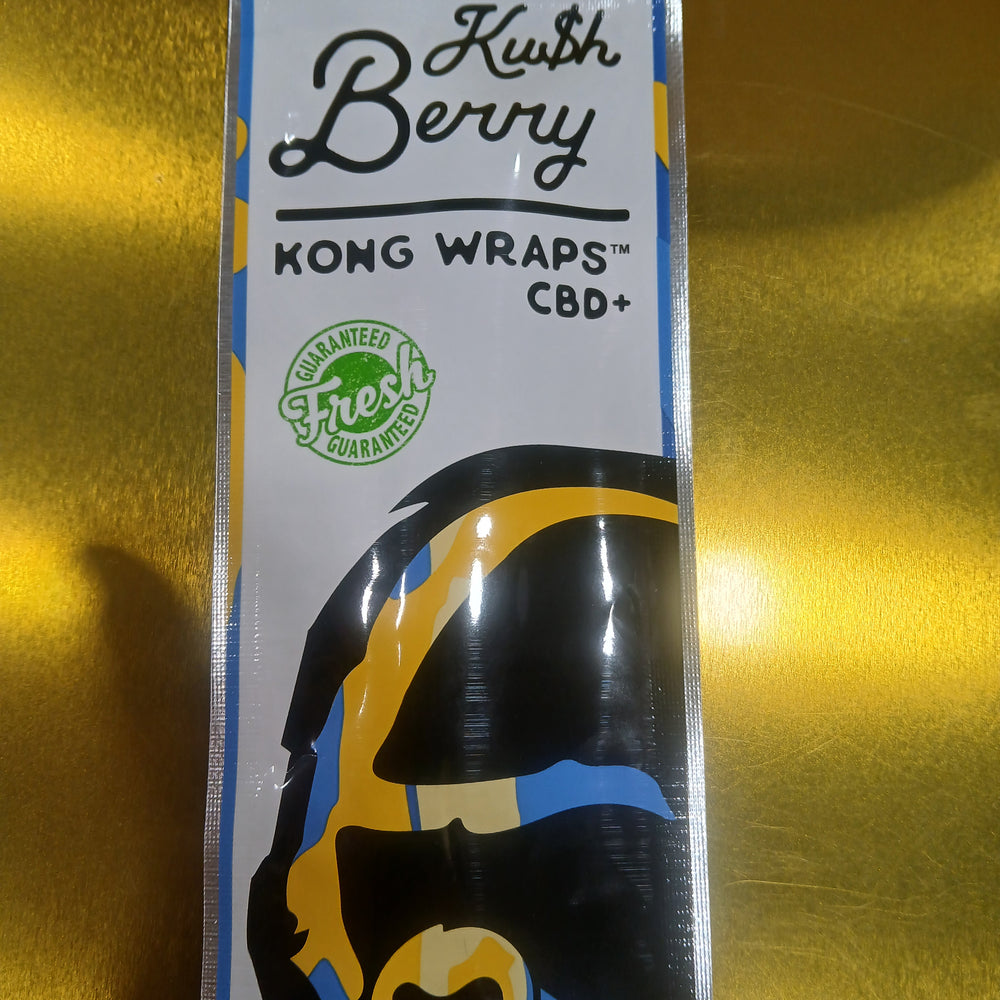 Ku$h
Berry
KONG WRAPS™
CBD+
GUARANTEED
Fresh
GUARANTEED